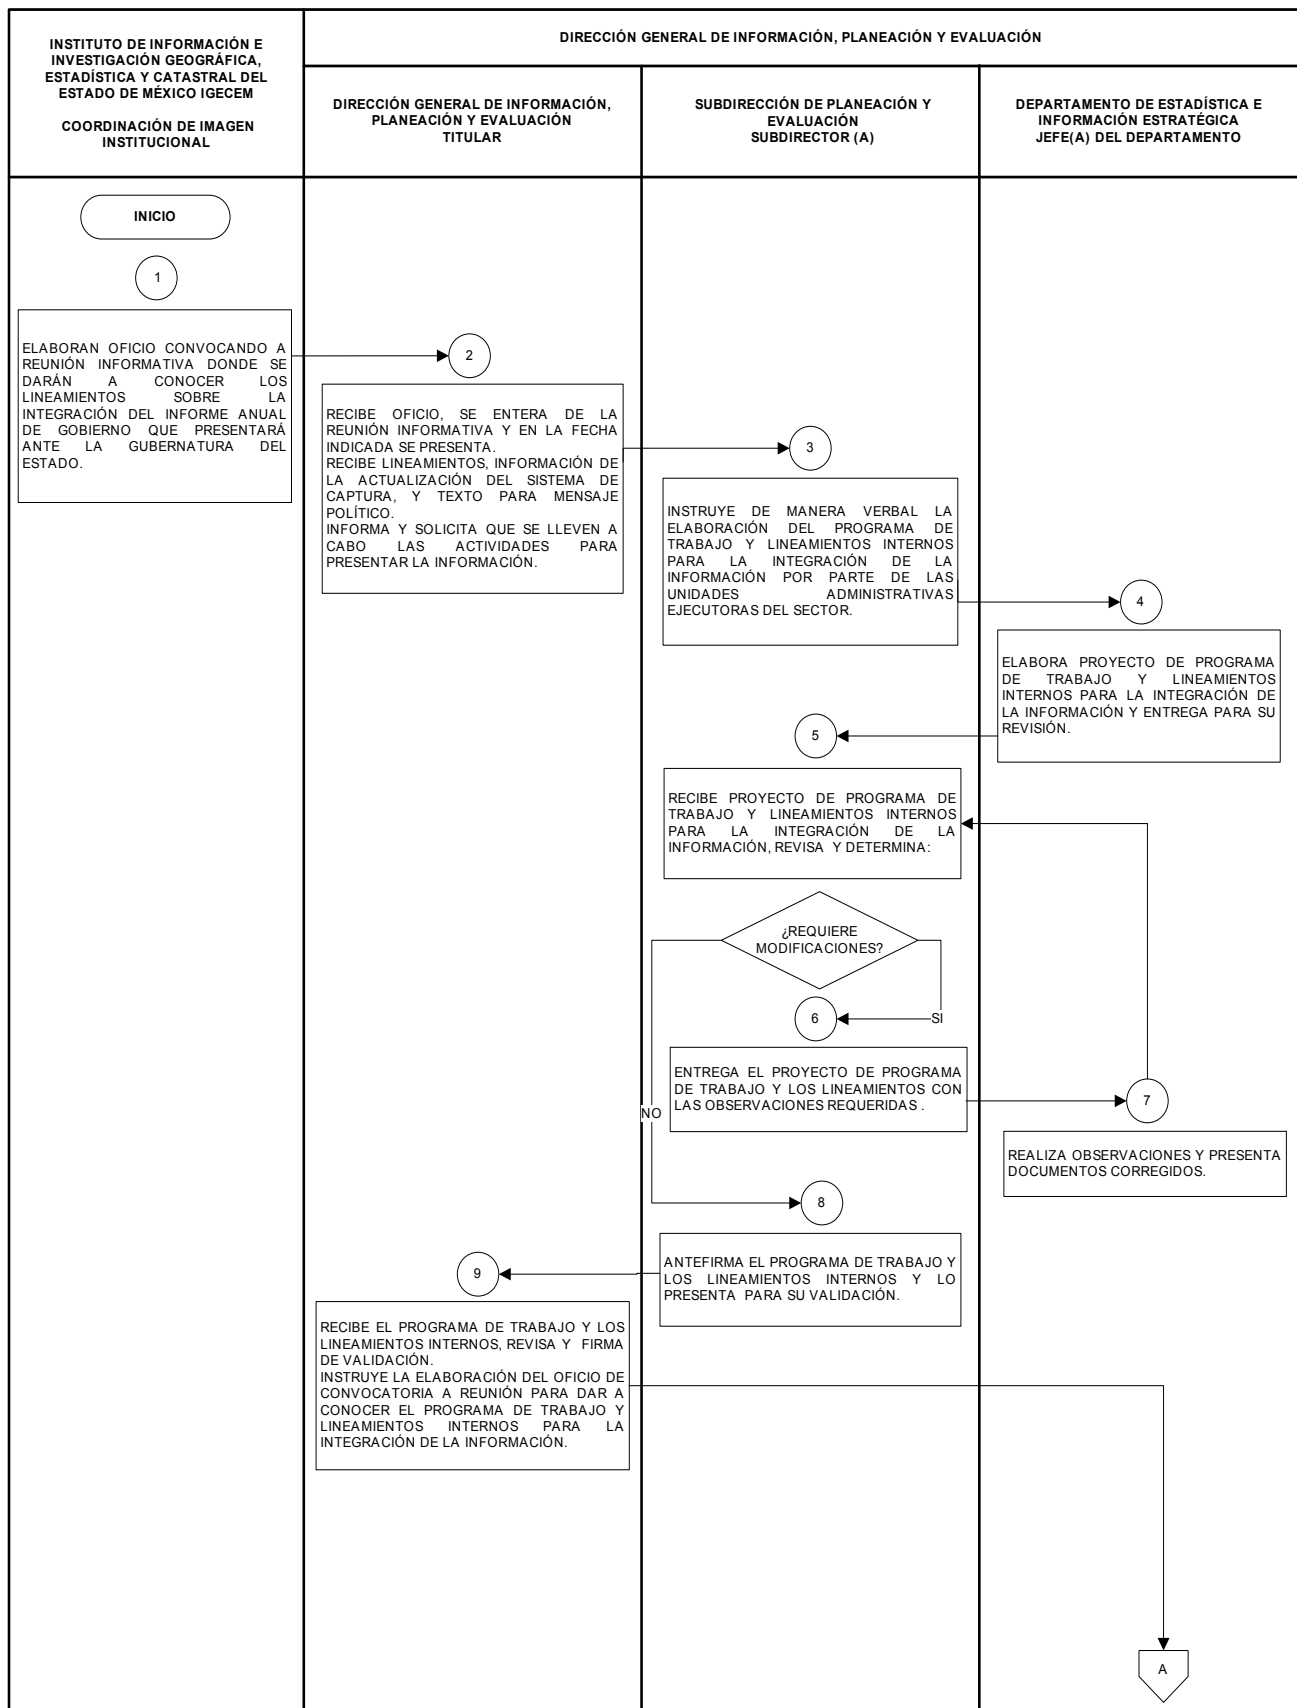 INSTITUTO DE INFORMACIÓN E
INVESTIGACIÓN GEOGRÁFICA,
ESTADÍSTICA Y CATASTRAL DEL
ESTADO DE MÉXICO IGECEM
COORDINACIÓN DE IMAGEN
INSTITUCIONAL
DIRECCIÓN GENERAL DE INFORMACIÓN, PLANEACIÓN Y EVALUACIÓN
DIRECCIÓN GENERAL DE INFORMACIÓN,
PLANEACIÓN Y EVALUACIÓN
TITULAR
SUBDIRECCIÓN DE PLANEACIÓN Y
EVALUACIÓN
SUBDIRECTOR (A)
DEPARTAMENTO DE ESTADÍSTICA E
INFORMACIÓN ESTRATÉGICA
JEFE(A) DEL DEPARTAMENTO
INICIO
1
ELABORAN OFICIO CONVOCANDO A
REUNIÓN INFORMATIVA DONDE SE
DARÁN A CONOCER LOS
LINEAMIENTOS SOBRE LA
INTEGRACIÓN DEL INFORME ANUAL
DE GOBIERNO QUE PRESENTARÁ
ANTE LA GUBERNATURA DEL
ESTADO.
2
RECIBE OFICIO, SE ENTERA DE LA
REUNIÓN INFORMATIVA Y EN LA FECHA
INDICADA SE PRESENTA.
RECIBE LINEAMIENTOS, INFORMACIÓN DE
LA ACTUALIZACIÓN DEL SISTEMA DE
CAPTURA, Y TEXTO PARA MENSAJE
POLÍTICO.
INFORMA Y SOLICITA QUE SE LLEVEN A
CABO LAS ACTIVIDADES PARA
PRESENTAR LA INFORMACIÓN.
3
INSTRUYE DE MANERA VERBAL LA
ELABORACIÓN DEL PROGRAMA DE
TRABAJO Y LINEAMIENTOS INTERNOS
PARA LA INTEGRACIÓN DE LA
INFORMACIÓN POR PARTE DE LAS
UNIDADES ADMINISTRATIVAS
EJECUTORAS DEL SECTOR.
4
ELABORA PROYECTO DE PROGRAMA
DE TRABAJO Y LINEAMIENTOS
INTERNOS PARA LA INTEGRACIÓN DE
LA INFORMACIÓN Y ENTREGA PARA SU
REVISIÓN.
5
RECIBE PROYECTO DE PROGRAMA DE
TRABAJO Y LINEAMIENTOS INTERNOS
PARA LA INTEGRACIÓN DE LA
INFORMACIÓN, REVISA Y DETERMINA:
¿REQUIERE
MODIFICACIONES?
SI
6
ENTREGA EL PROYECTO DE PROGRAMA
DE TRABAJO Y LOS LINEAMIENTOS CON
LAS OBSERVACIONES REQUERIDAS .
NO
7
REALIZA OBSERVACIONES Y PRESENTA
DOCUMENTOS CORREGIDOS.
8
ANTEFIRMA EL PROGRAMA DE TRABAJO Y
LOS LINEAMIENTOS INTERNOS Y LO
PRESENTA PARA SU VALIDACIÓN.
9
RECIBE EL PROGRAMA DE TRABAJO Y LOS
LINEAMIENTOS INTERNOS, REVISA Y FIRMA
DE VALIDACIÓN.
INSTRUYE LA ELABORACIÓN DEL OFICIO DE
CONVOCATORIA A REUNIÓN PARA DAR A
CONOCER EL PROGRAMA DE TRABAJO Y
LINEAMIENTOS INTERNOS PARA LA
INTEGRACIÓN DE LA INFORMACIÓN.
A